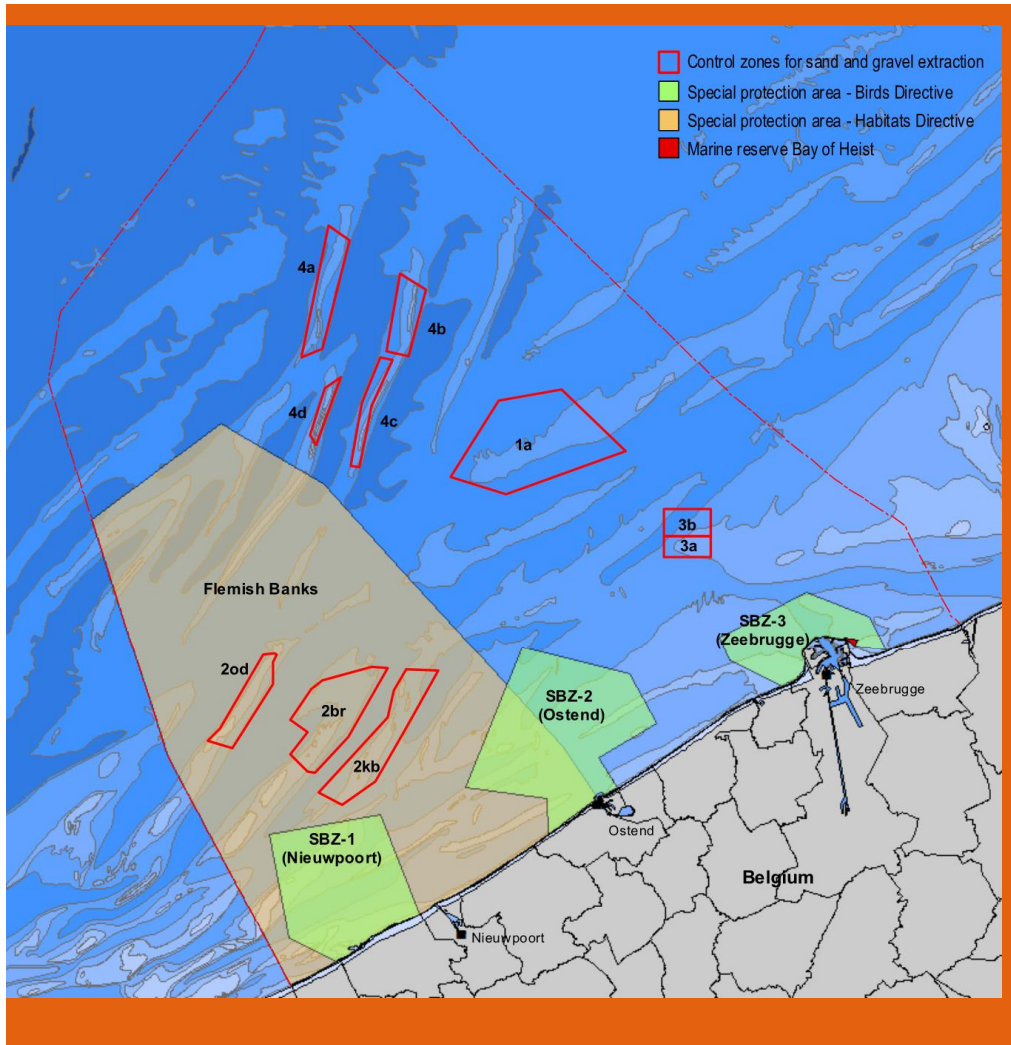 Control zones for sand and gravel extraction
Special protection area - Birds Directive
Special protection area - Habitats Directive
Marine reserve Bay of Heist
4a
4b
4d
4c
1a
3b
3a
Flemish Banks
SBZ-3
(Zeebrugge)
2od
2br
2kb
SBZ-2
(Ostend)
Zeebrugge
SBZ-1
(Nieuwpoort)
Ostend
Belgium
Nieuwpoort